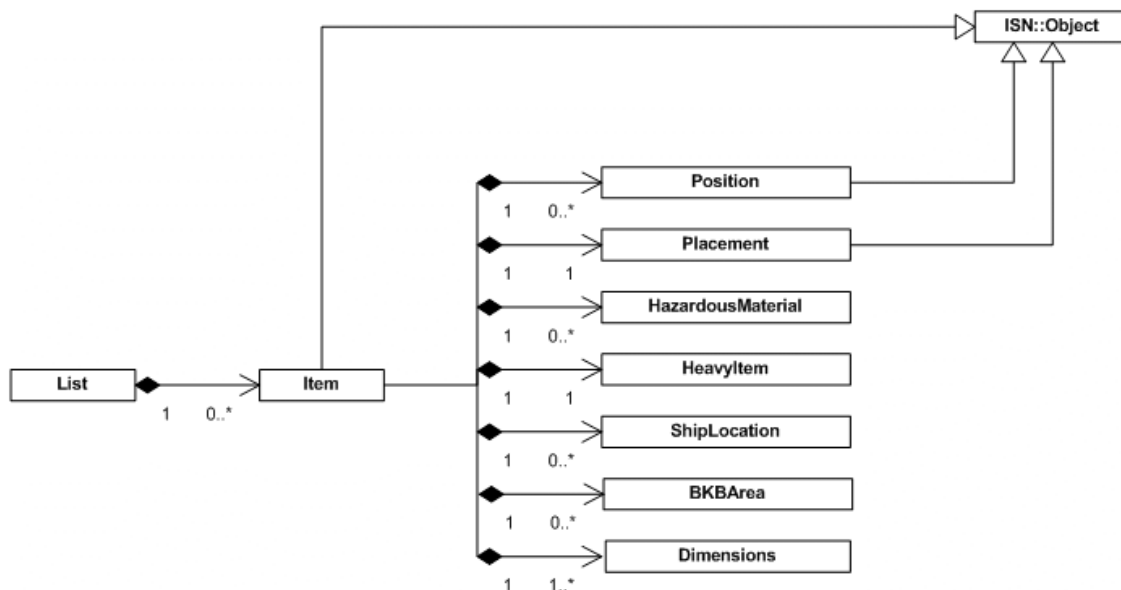 ISN::Object
Position
1 0..*
Placement
1 1
HazardousMaterial
1 0..*
HeavyItem
List
Item
1 0..*
1 1
ShipLocation
1 0..*
BKBArea
1 0..*
Dimensions
1 1..*